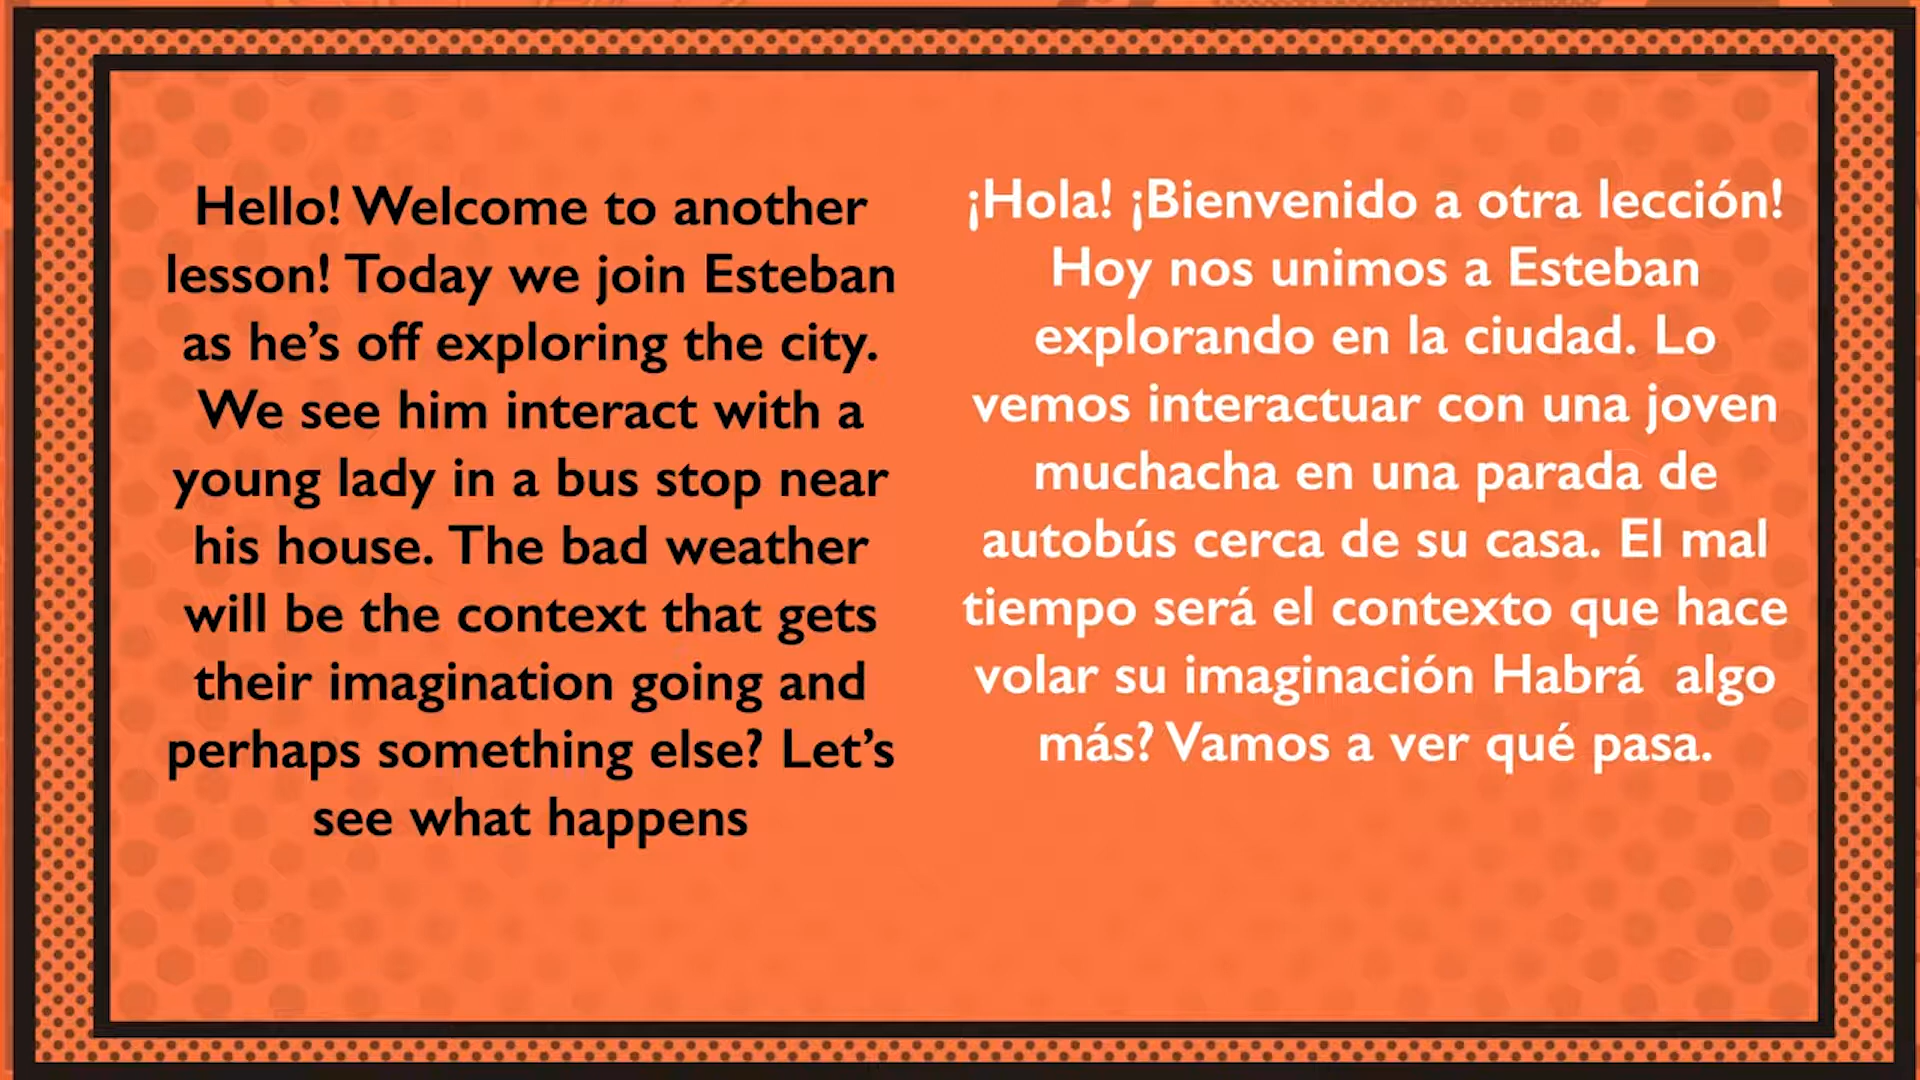 Hello! Welcome to another
lesson! Today we join Esteban
as he's off exploring the city.
We see him interact with a
young lady in a bus stop near
his house. The bad weather
will be the context that gets
their imagination going and
perhaps something else? Let's
see what happens
¡Hola! ¡Bienvenido a otra lección!
Hoy nos unimos a Esteban
explorando en la ciudad. Lo
vemos interactuar con una joven
muchacha en una parada de
autobús cerca de su casa. El mal
tiempo será el contexto que hace
volar su imaginación Habrá  algo
más? Vamos a ver qué pasa.